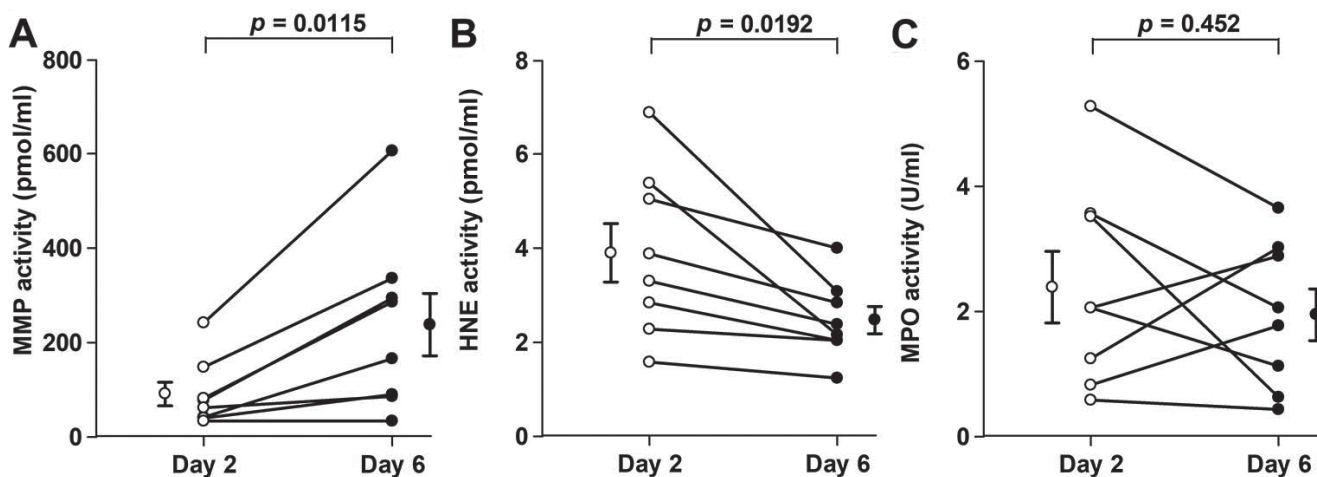 A
p = 0.0115
MMP activity (pmol/ml)
800
600
400
200
0
Day 2
Day 6
B
p = 0.0192
HNE activity (pmol/ml)
8
6
4
2
0
Day 2
Day 6
C
p = 0.452
MPO activity (U/ml)
6
4
2
0
Day 2
Day 6